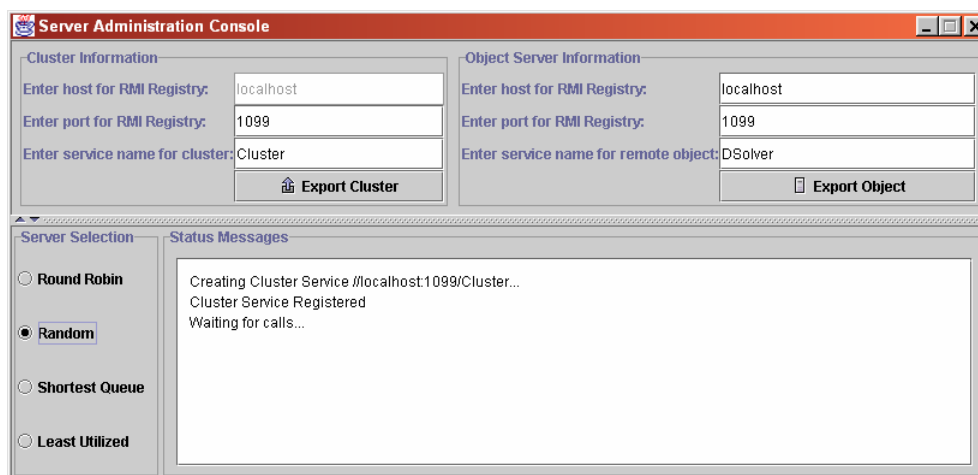 Server Administration Console
Cluster Information
Enter host for RMI Registry: localhost
Enter port for RMI Registry: 1099
Enter service name for cluster: Cluster
Export Cluster
Object Server Information
Enter host for RMI Registry: localhost
Enter port for RMI Registry: 1099
Enter service name for remote object: DSolver
Export Object
Server Selection
Round Robin
Random
Shortest Queue
Least Utilized
Status Messages
Creating Cluster Service //localhost:1099/Cluster...
Cluster Service Registered
Waiting for calls...